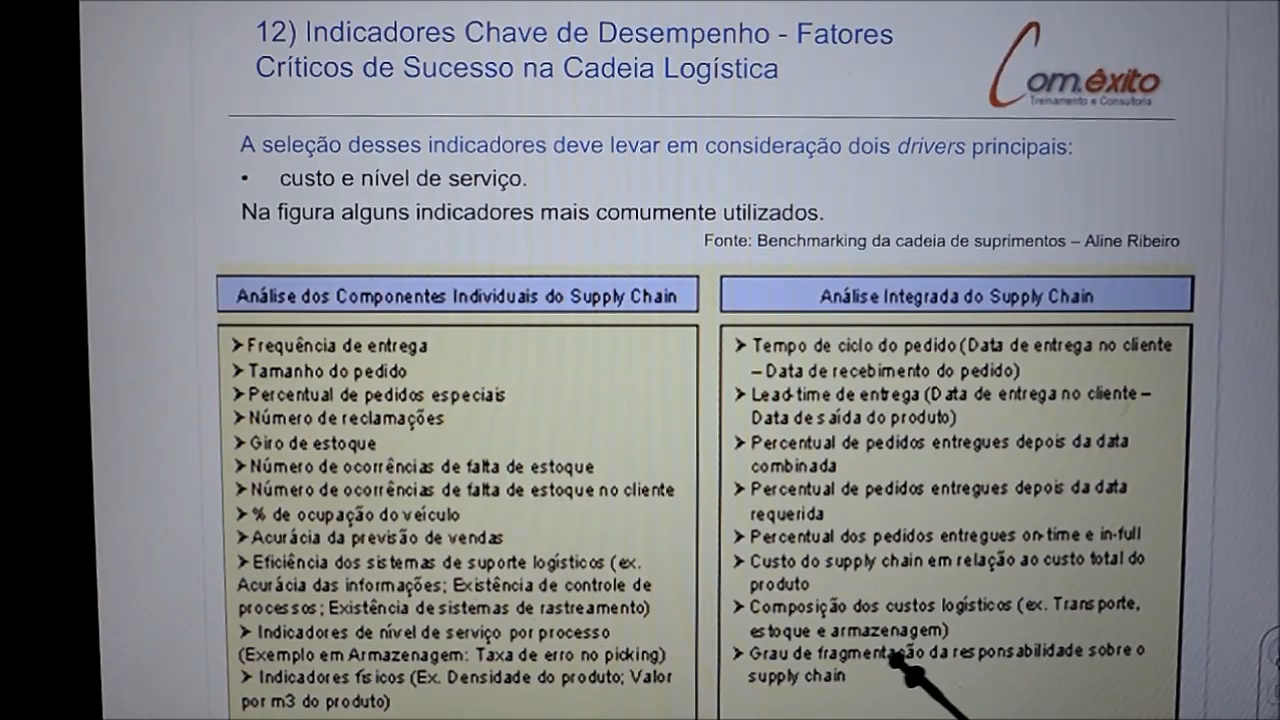 12) Indicadores Chave de Desempenho - Fatores
Críticos de Sucesso na Cadeia Logística
Com.êxito
Treinamento e Consultoria
A seleção desses indicadores deve levar em consideração dois drivers principais:
• custo e nível de serviço.
Na figura alguns indicadores mais comumente utilizados.
Fonte: Benchmarking da cadeia de suprimentos – Aline Ribeiro
Análise dos Componentes Individuais do Supply Chain
➢Frequência de entrega
➢Tamanho do pedido
➢Percentual de pedidos especiais
➢Número de reclamações
➢Giro de estoque
➢Número de ocorrências de falta de estoque
➢Número de ocorrências de falta de estoque no cliente
➢% de ocupação do veículo
➢Acurácia da previsão de vendas
➢Eficiência dos sistemas de suporte logísticos (ex.
Acurácia das informações; Existência de controle de
processos; Existência de sistemas de rastreamento)
➢ Indicadores de nível de serviço por processo
(Exemplo em Armazenagem: Taxa de erro no picking)
➢ Indicadores físicos (Ex. Densidade do produto; Valor
por m3 do produto)
Análise Integrada do Supply Chain
➢ Tempo de ciclo do pedido (Data de entrega no cliente
– Data de recebimento do pedido)
➢ Lead-time de entrega (Data de entrega no cliente –
Data de saída do produto)
➢ Percentual de pedidos entregues depois da data
combinada
➢ Percentual de pedidos entregues depois da data
requerida
➢ Percentual dos pedidos entregues on-time e in-full
➢ Custo do supply chain em relação ao custo total do
produto
➢ Composição dos custos logísticos (ex. Transporte,
estoque e armazenagem)
➢ Grau de fragmentação da responsabilidade sobre o
supply chain